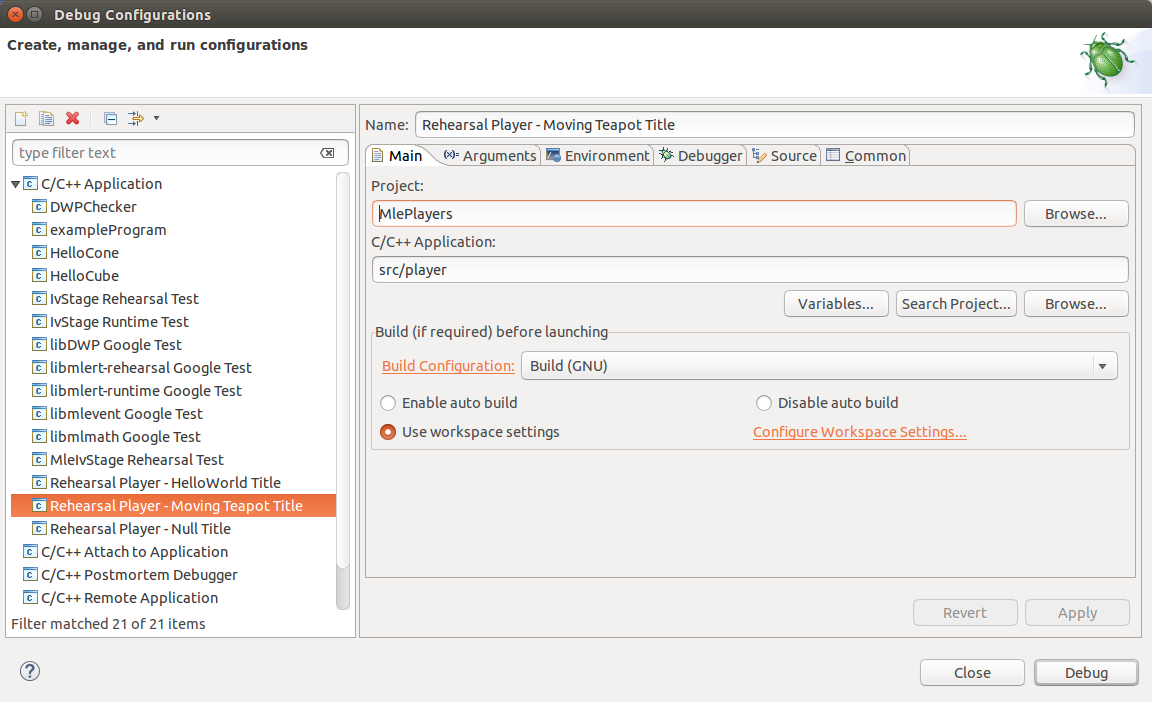 Debug Configurations
Create, manage, and run configurations
type filter text
C/C++ Application
DWPChecker
exampleProgram
HelloCone
HelloCube
IvStage Rehearsal Test
IvStage Runtime Test
libDWP Google Test
libmlert-rehearsal Google Test
libmlert-runtime Google Test
libmlevent Google Test
libmlmath Google Test
MleIvStage Rehearsal Test
Rehearsal Player - HelloWorld Title
Rehearsal Player - Moving Teapot Title
Rehearsal Player - Null Title
C/C++ Attach to Application
C/C++ Postmortem Debugger
C/C++ Remote Application
Filter matched 21 of 21 items
Name: Rehearsal Player - Moving Teapot Title
Main (x)= Arguments Environment Debugger Source Common
Project:
MlePlayers Browse...
C/C++ Application:
src/player
Variables... Search Project... Browse...
Build (if required) before launching
Build Configuration: Build (GNU)
Enable auto build Disable auto build
Use workspace settings Configure Workspace Settings...
Revert Apply
? Close Debug